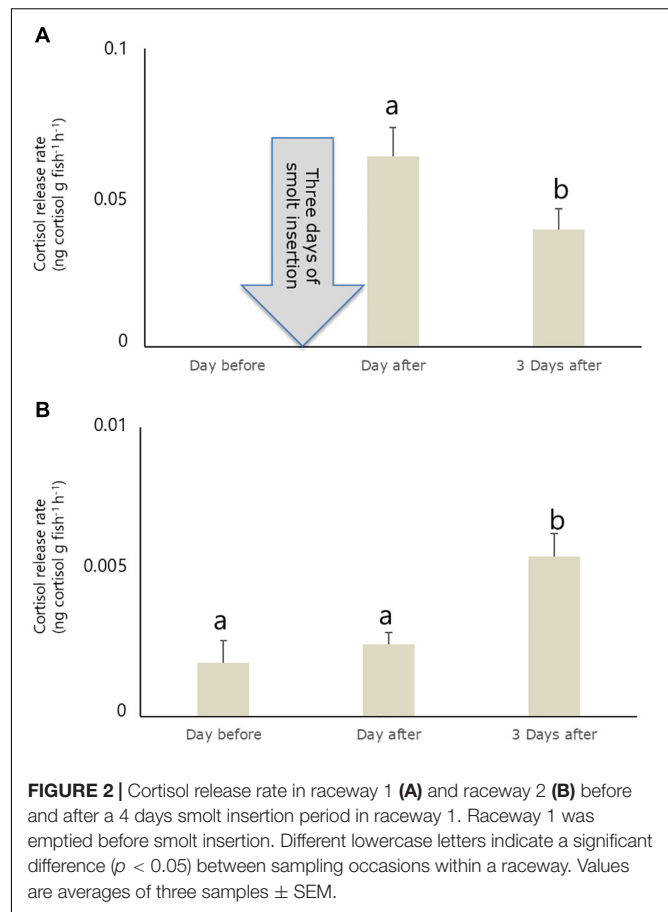 A
0.1
Cortisol release rate
(ng cortisol g fish⁻¹ h⁻¹)
0.05
0
Three days of
smolt insertion
a
b
Day before
Day after
3 Days after
B
0.01
Cortisol release rate
(ng cortisol g fish⁻¹ h⁻¹)
0.005
0
a
a
b
Day before
Day after
3 Days after
FIGURE 2 | Cortisol release rate in raceway 1 (A) and raceway 2 (B) before
and after a 4 days smolt insertion period in raceway 1. Raceway 1 was
emptied before smolt insertion. Different lowercase letters indicate a significant
difference (p < 0.05) between sampling occasions within a raceway. Values
are averages of three samples ± SEM.